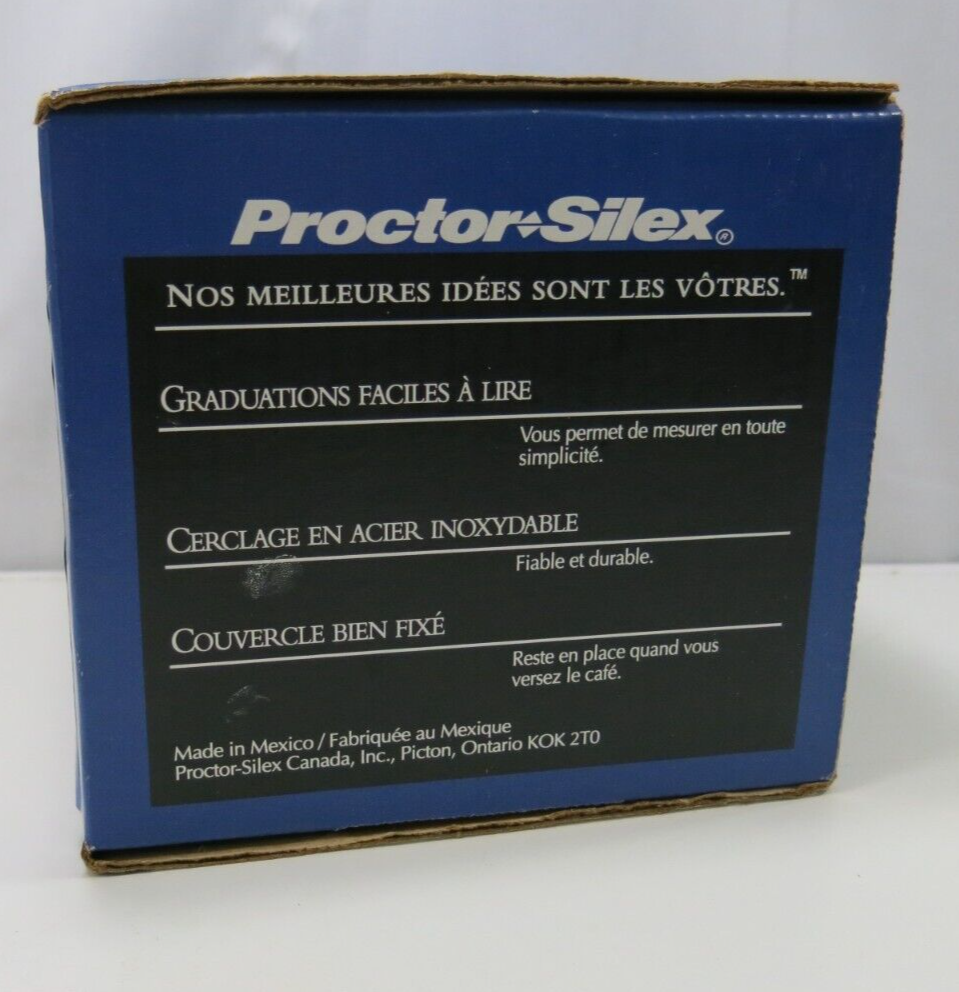 Proctor-Silex®
NOS MEILLEURES IDÉES SONT LES VÔTRES.™
GRADUATIONS FACILES À LIRE
Vous permet de mesurer en toute
simplicité.
CERCLAGE EN ACIER INOXYDABLE
Fiable et durable.
COUVERCLE BIEN FIXÉ
Reste en place quand vous
versez le café.
Made in Mexico / Fabriquée au Mexique
Proctor-Silex Canada, Inc., Picton, Ontario KOK 2T0